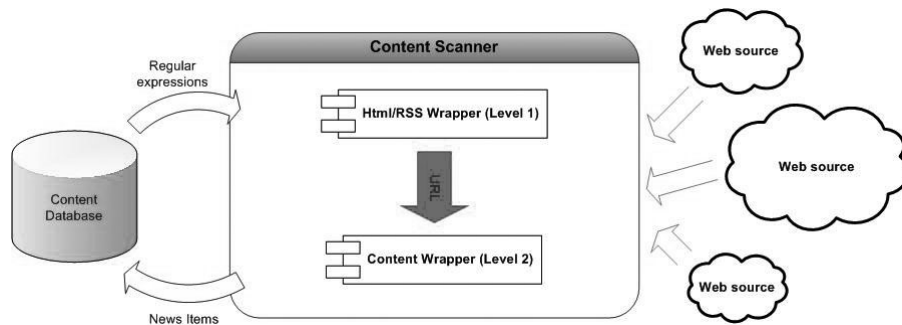 Content Scanner
Web source
Regular
expressions
Html/RSS Wrapper (Level 1)
Web source
URL
Content
Database
Content Wrapper (Level 2)
Web source
News Items